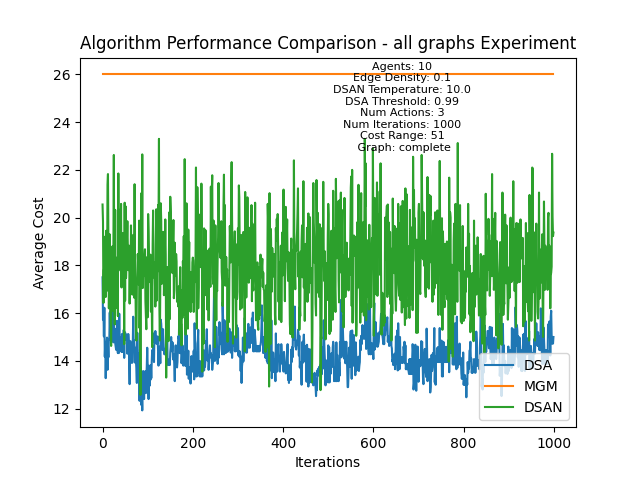 Algorithm Performance Comparison - all graphs Experiment
Agents: 10
Edge Density: 0.1
DSAN Temperature: 10.0
DSA Threshold: 0.99
Num Actions: 3
Num Iterations: 1000
Cost Range: 51
Graph: complete
Average Cost
26
24
22
20
18
16
14
12
DSA
MGM
DSAN
0
200
400
600
800
1000
Iterations